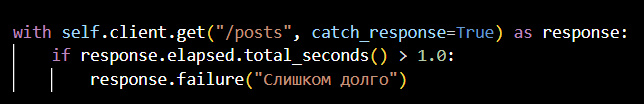 with self.client.get("/posts", catch_response=True) as response:
    if response.elapsed.total_seconds() > 1.0:
        response.failure("Слишком долго")